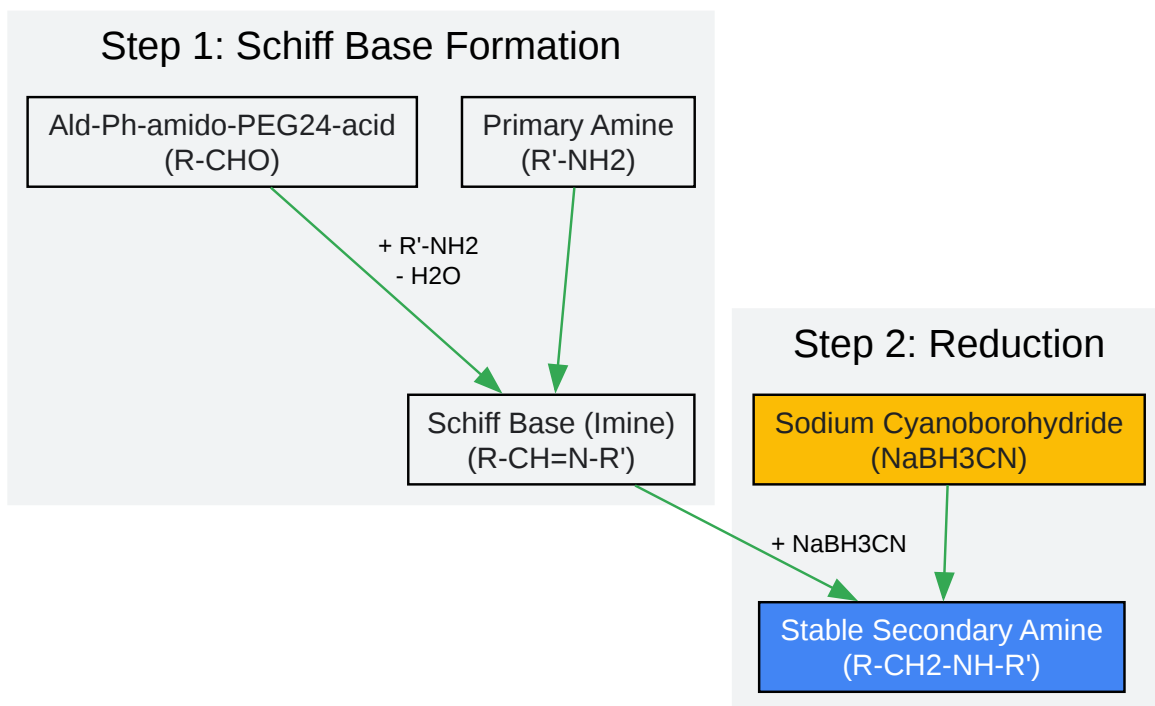 Step 1: Schiff Base Formation
Ald-Ph-amido-PEG24-acid
(R-CHO)
Primary Amine
(R'-NH2)
+ R'-NH2
- H2O
Schiff Base (Imine)
(R-CH=N-R')
Step 2: Reduction
Sodium Cyanoborohydride
(NaBH3CN)
+ NaBH3CN
Stable Secondary Amine
(R-CH2-NH-R')